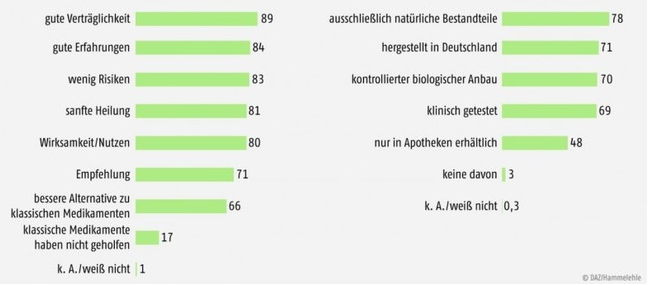 gute Verträglichkeit 89
gute Erfahrungen 84
wenig Risiken 83
sanfte Heilung 81
Wirksamkeit/Nutzen 80
Empfehlung 71
bessere Alternative zu
klassischen Medikamenten 66
klassische Medikamente
haben nicht geholfen 17
k. A./weiß nicht 1
ausschließlich natürliche Bestandteile 78
hergestellt in Deutschland 71
kontrollierter biologischer Anbau 70
klinisch getestet 69
nur in Apotheken erhältlich 48
keine davon 3
k. A./weiß nicht 0,3
© DAZ/Hammelehle